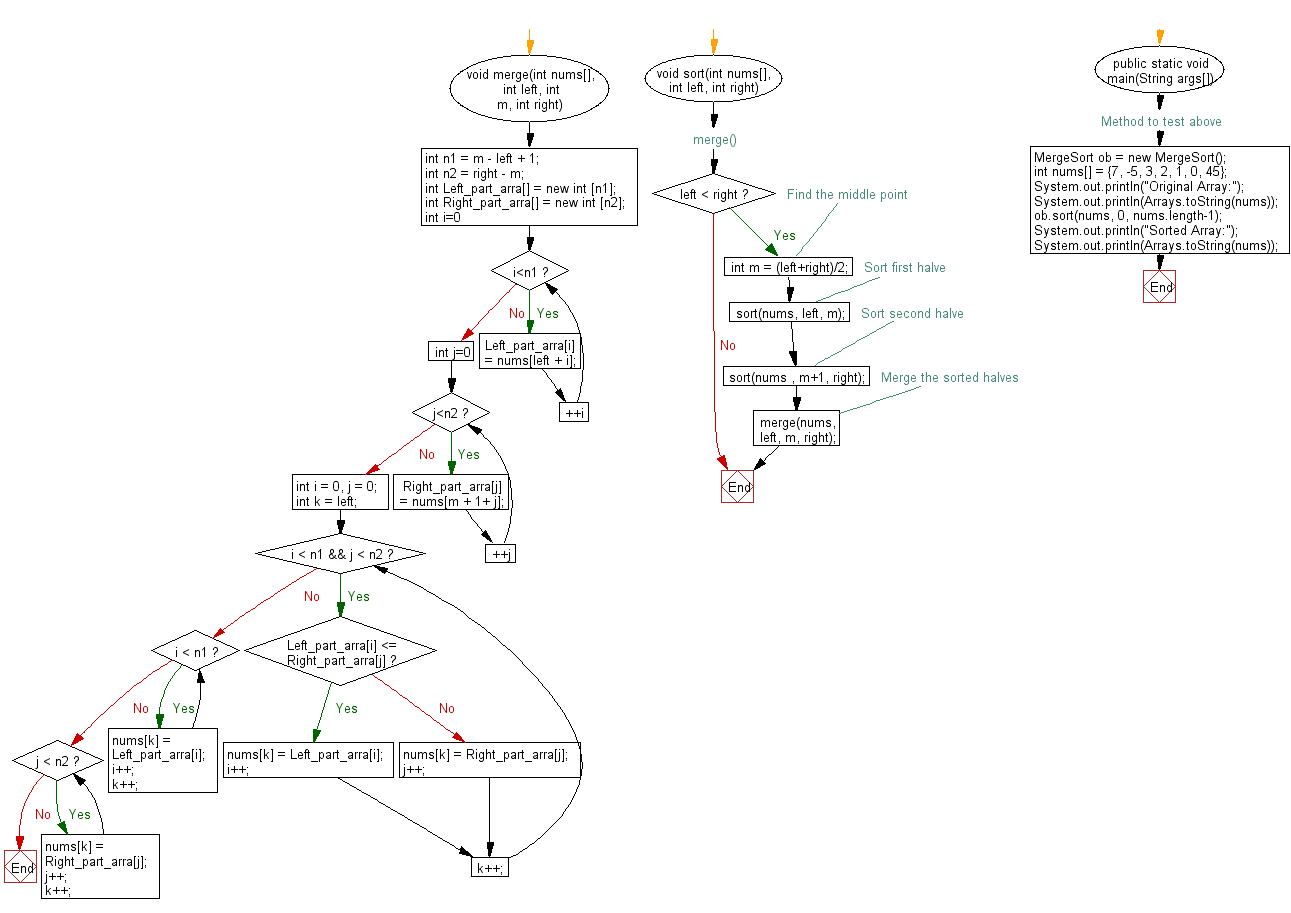 void merge(int nums[],
int left, int
m, int right)
int n1 = m - left + 1;
int n2 = right - m;
int Left_part_arra[] = new int [n1];
int Right_part_arra[] = new int [n2];
int i=0
i<n1 ?
No
Yes
int j=0
Left_part_arra[i]
= nums[left + i];
++i
j<n2 ?
No
Yes
int i = 0, j = 0;
int k = left;
Right_part_arra[j]
= nums[m + 1+ j];
++j
i < n1 && j < n2 ?
No
Yes
i < n1 ?
Left_part_arra[i] <=
Right_part_arra[j] ?
No
Yes
Yes
No
nums[k] =
Left_part_arra[i];
i++;
k++;
nums[k] = Left_part_arra[i];
i++;
nums[k] = Right_part_arra[j];
j++;
j < n2 ?
No
Yes
End
nums[k] =
Right_part_arra[j];
j++;
k++;
k++;
void sort(int nums[],
int left, int right)
merge()
left < right ?
Find the middle point
Yes
int m = (left+right)/2;
Sort first halve
sort(nums, left, m);
Sort second halve
No
sort(nums , m+1, right);
Merge the sorted halves
merge(nums,
left, m, right);
End
public static void
main(String args[])
Method to test above
MergeSort ob = new MergeSort();
int nums[] = {7, -5, 3, 2, 1, 0, 45};
System.out.println("Original Array:");
System.out.println(Arrays.toString(nums));
ob.sort(nums, 0, nums.length-1);
System.out.println("Sorted Array:");
System.out.println(Arrays.toString(nums));
End